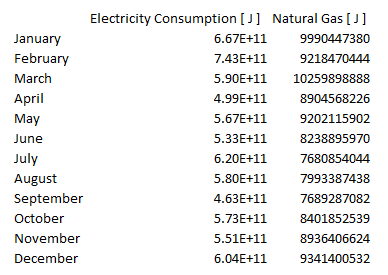 Electricity Consumption [ J ] Natural Gas [ J ]
January 6.67E+11 9990447380
February 7.43E+11 9218470444
March 5.90E+11 10259898888
April 4.99E+11 8904568226
May 5.67E+11 9202115902
June 5.33E+11 8238895970
July 6.20E+11 7680854044
August 5.80E+11 7993387438
September 4.63E+11 7689287082
October 5.73E+11 8401852539
November 5.51E+11 8936406624
December 6.04E+11 9341400532